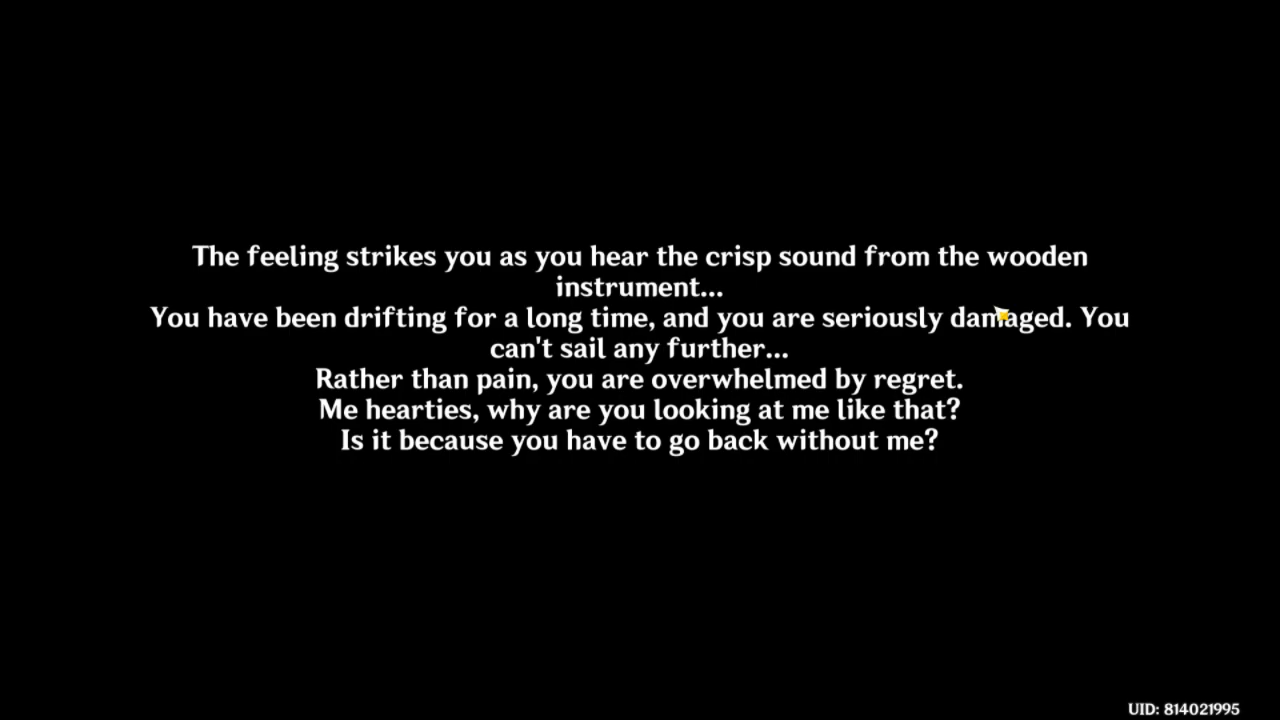 The feeling strikes you as you hear the crisp sound from the wooden
instrument...
You have been drifting for a long time, and you are seriously damaged. You
can't sail any further...
Rather than pain, you are overwhelmed by regret.
Me hearties, why are you looking at me like that?
Is it because you have to go back without me?
UID: 814021995